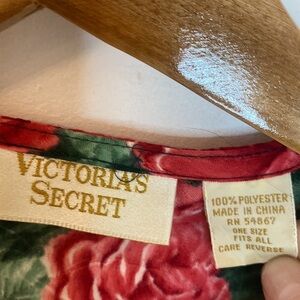 VICTORIA'S
SECRET
100% POLYESTER
MADE IN CHINA
RN 54867
ONE SIZE
FITS ALL
CARE REVERSE